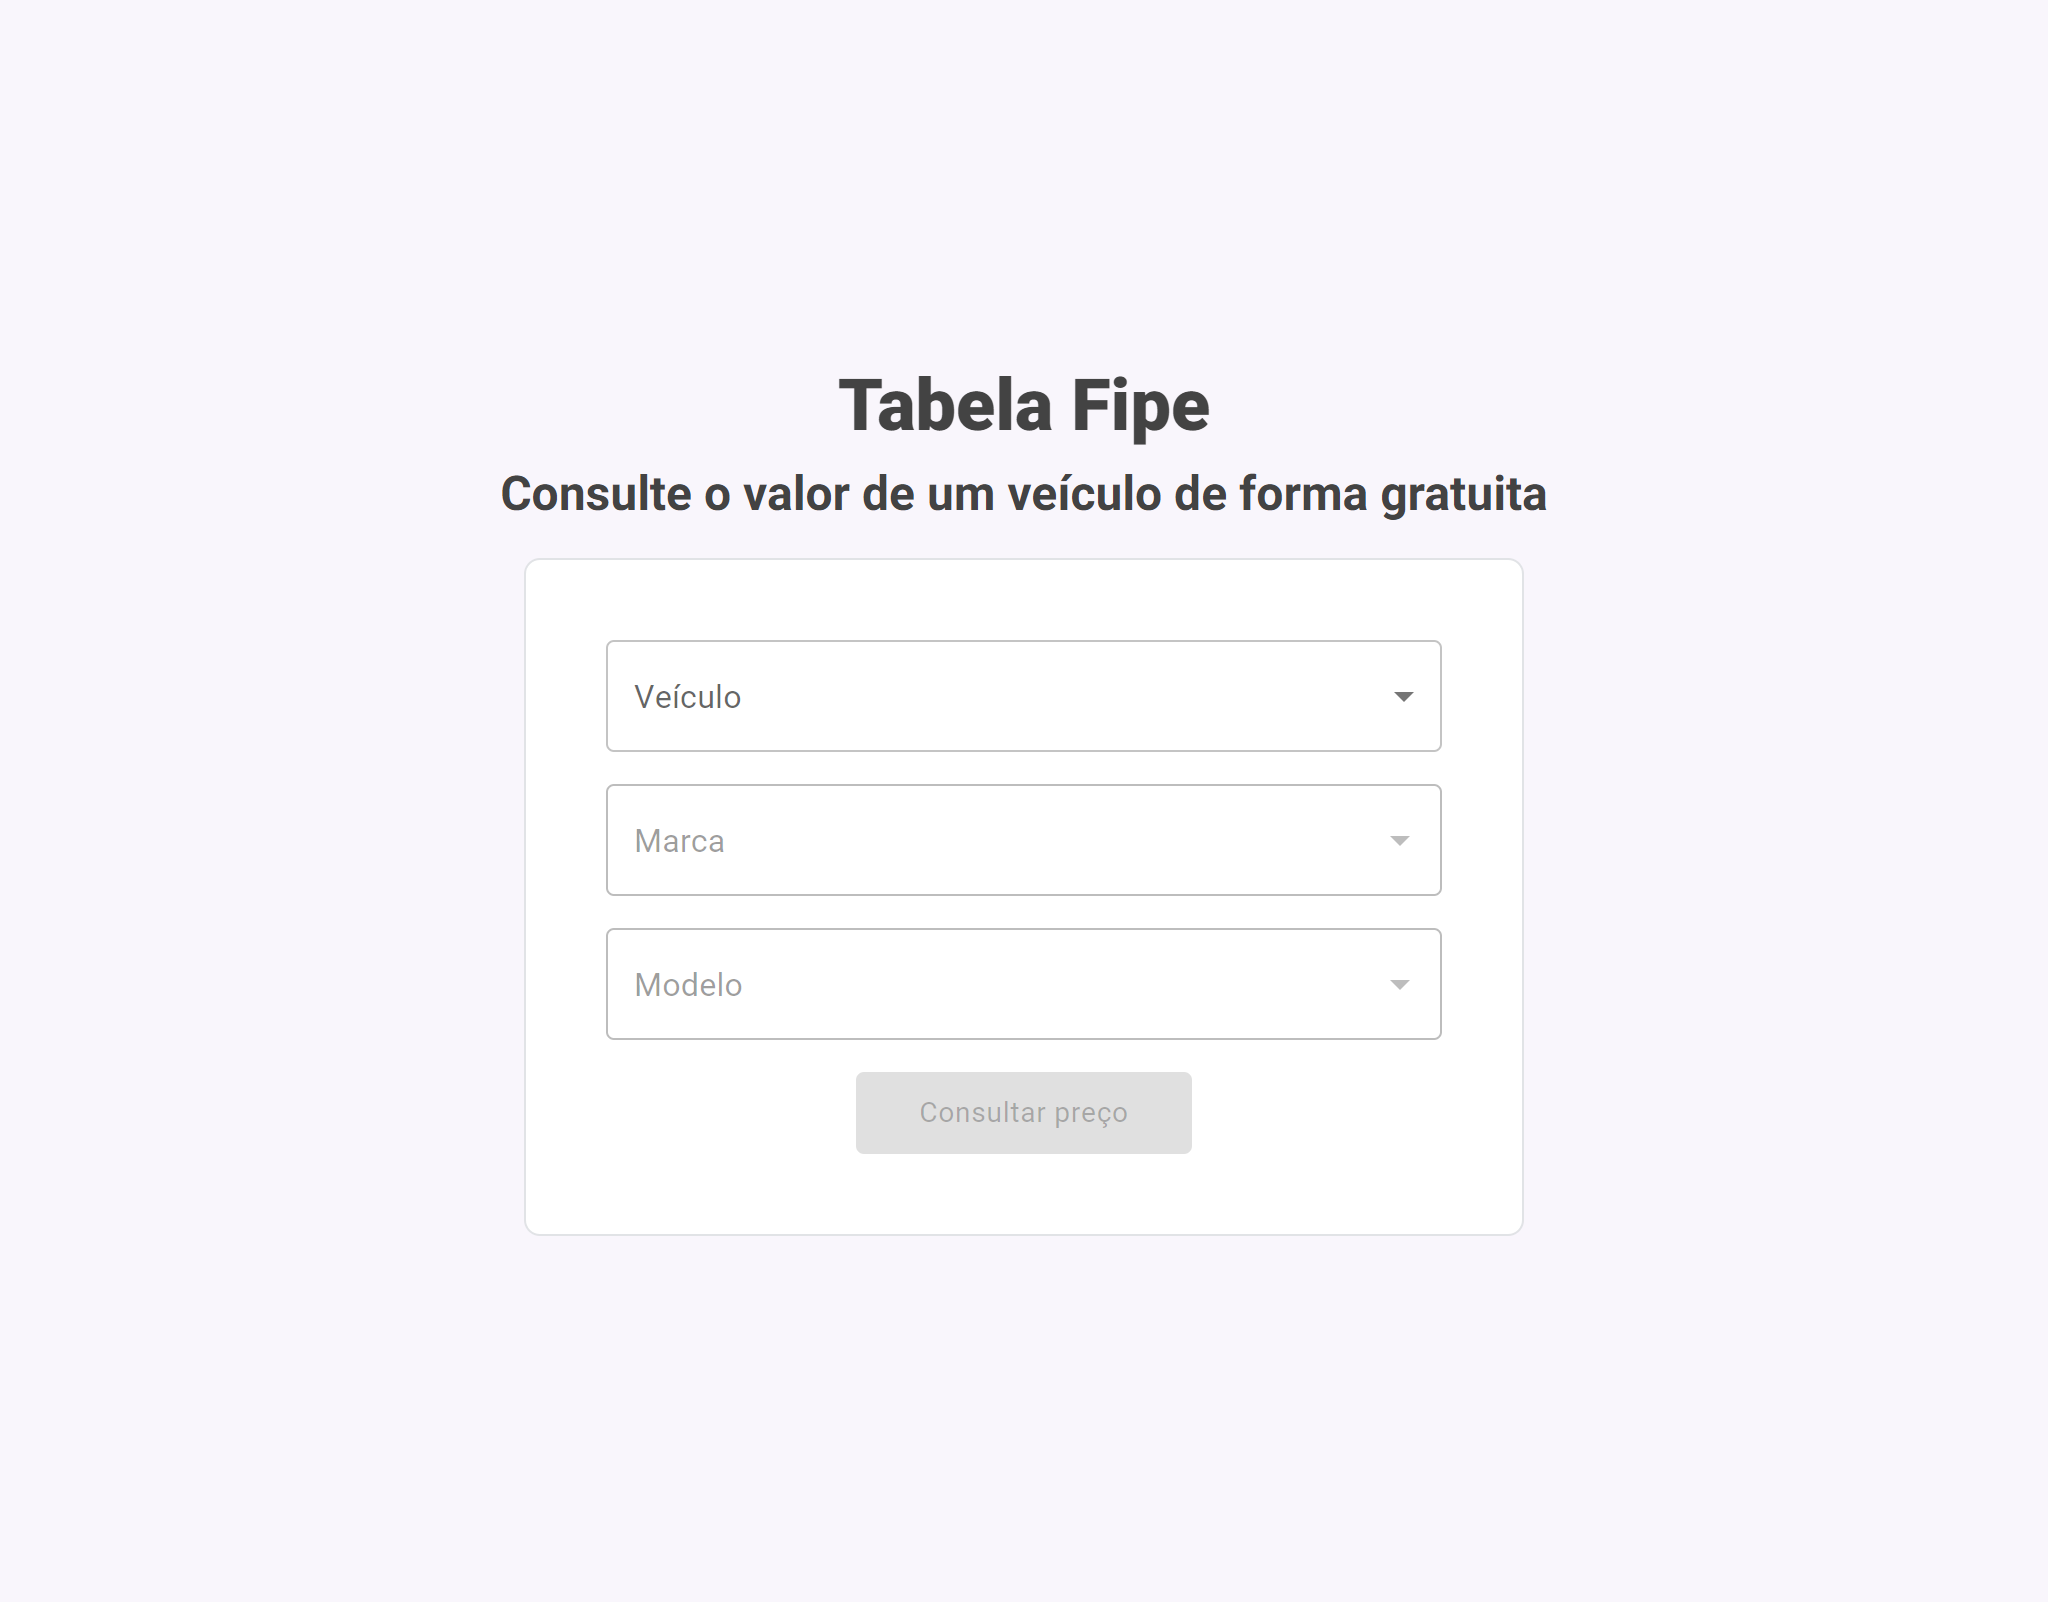 Tabela Fipe
Consulte o valor de um veículo de forma gratuita
Veículo
Marca
Modelo
Consultar preço